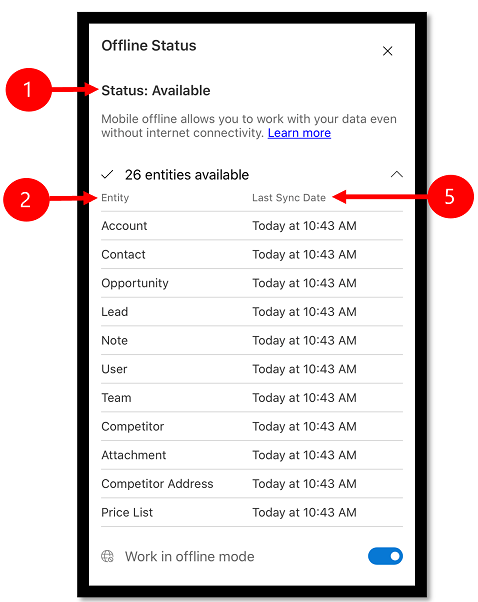 Offline Status
1
Status: Available
Mobile offline allows you to work with your data even
without internet connectivity. Learn more
26 entities available
2
Entity Last Sync Date
5
Account Today at 10:43 AM
Contact Today at 10:43 AM
Opportunity Today at 10:43 AM
Lead Today at 10:43 AM
Note Today at 10:43 AM
User Today at 10:43 AM
Team Today at 10:43 AM
Competitor Today at 10:43 AM
Attachment Today at 10:43 AM
Competitor Address Today at 10:43 AM
Price List Today at 10:43 AM
Work in offline mode